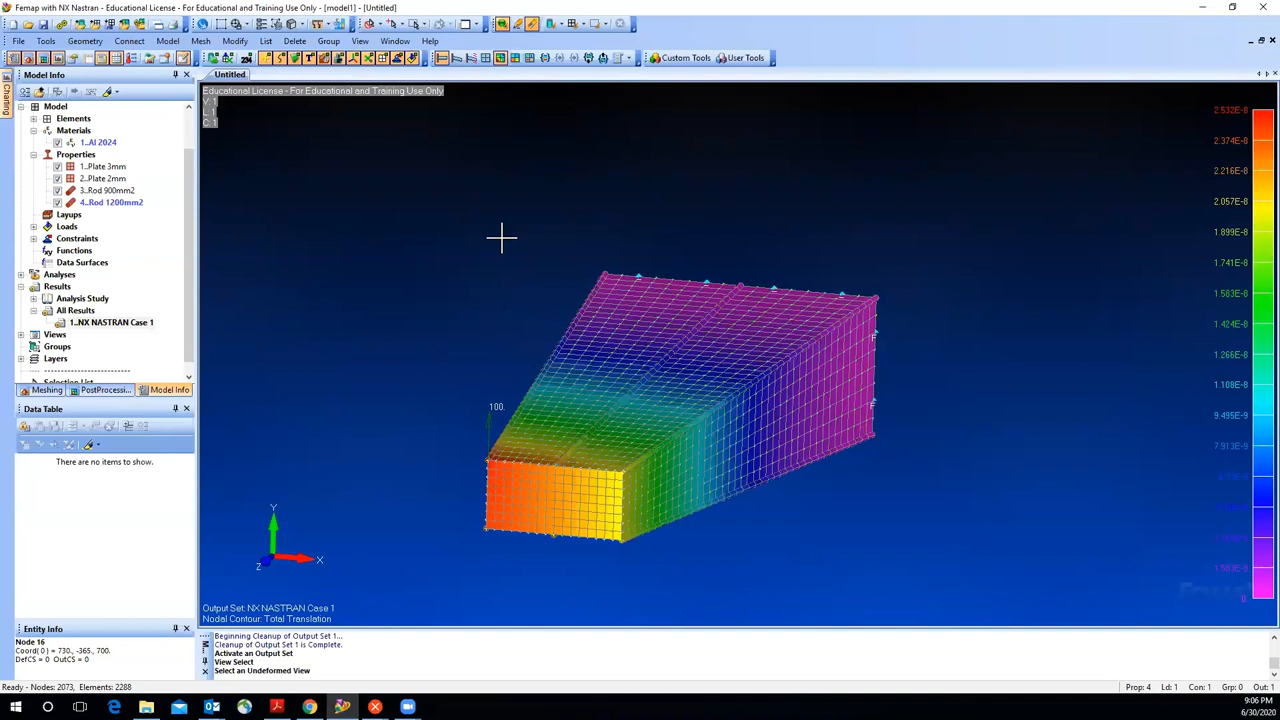 Femap with NX Nastran - Educational License - For Educational and Training Use Only - [model1] - [Untitled]
File Tools Geometry Connect Model Mesh Modify List Delete Group View Window Help
Custom Tools User Tools
Charting
Model Info
Untitled
Educational License - For Educational and Training Use Only
V: 1
L: 1
C: 1
Model
Elements
Materials
1..Al 2024
Properties
1..Plate 3mm
2..Plate 2mm
3..Rod 900mm2
4..Rod 1200mm2
Layups
Loads
Constraints
Functions
Data Surfaces
Analyses
Results
Analysis Study
All Results
1..NX NASTRAN Case 1
Views
Groups
Layers
Selection List
Meshing PostProcessi Model Info
Data Table
There are no items to show.
Entity Info
Node 16
Coord( 0 ) = 730., -365., 700.
DefCS = 0 OutCS = 0
100.
F
F
Y
X
Z
2.532E-8
2.374E-8
2.216E-8
2.057E-8
1.899E-8
1.741E-8
1.583E-8
1.424E-8
1.266E-8
1.108E-8
9.495E-9
7.913E-9
1.583E-9
0.
Output Set: NX NASTRAN Case 1
Nodal Contour: Total Translation
Beginning Cleanup of Output Set 1...
Cleanup of Output Set 1 is Complete.
Activate an Output Set
View Select
Select an Undeformed View
Ready - Nodes: 2073, Elements: 2288
Prop: 4 Ld: 1 Con: 1 Grp: 0 Out: 1
9:06 PM
6/30/2020